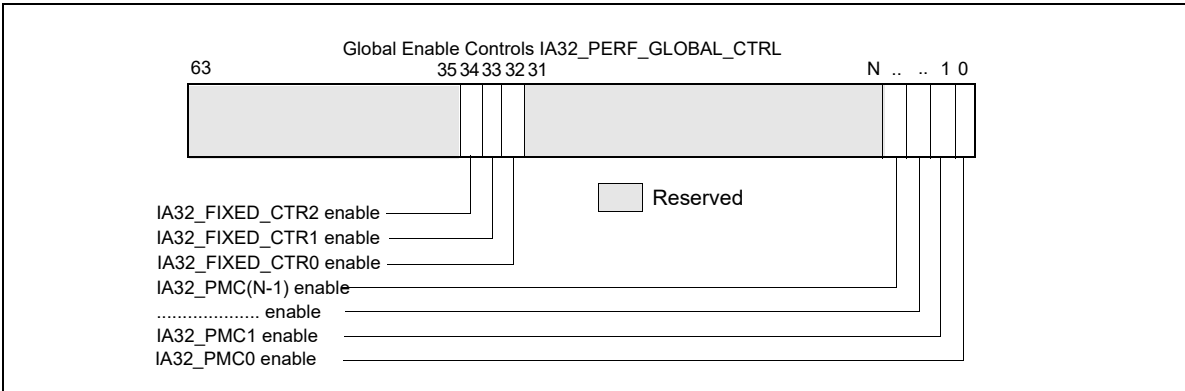 Global Enable Controls IA32_PERF_GLOBAL_CTRL
63 35 34 33 32 31 N .. .. 1 0
Reserved
IA32_FIXED_CTR2 enable
IA32_FIXED_CTR1 enable
IA32_FIXED_CTR0 enable
IA32_PMC(N-1) enable
.................... enable
IA32_PMC1 enable
IA32_PMC0 enable